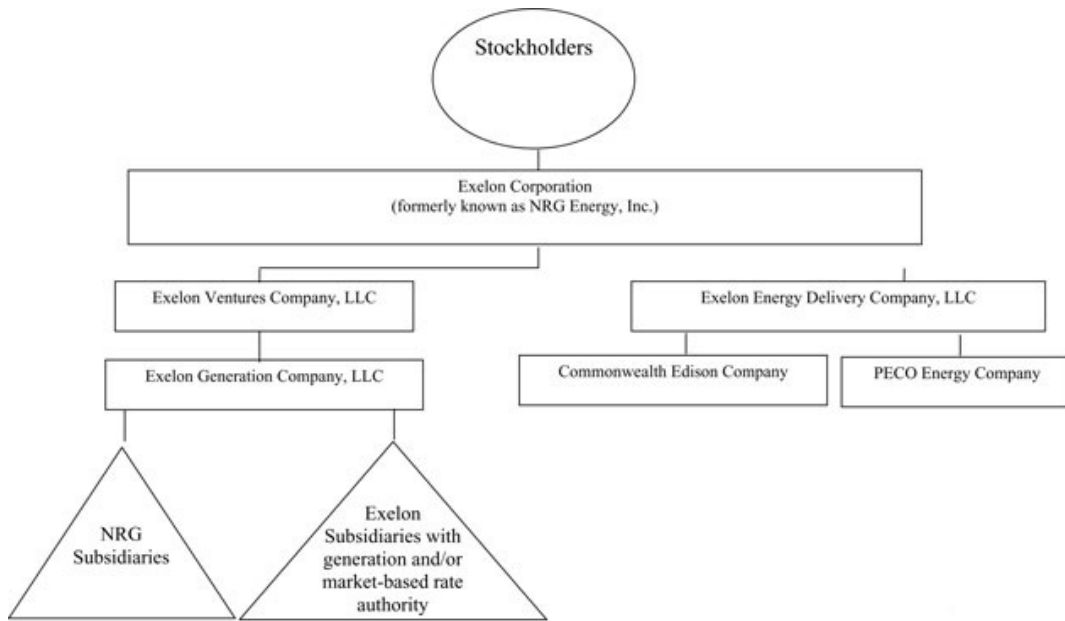 Stockholders
Exelon Corporation
(formerly known as NRG Energy, Inc.)
Exelon Ventures Company, LLC
Exelon Energy Delivery Company, LLC
Exelon Generation Company, LLC
Commonwealth Edison Company
PECO Energy Company
NRG
Subsidiaries
Exelon
Subsidiaries with
generation and/or
market-based rate
authority